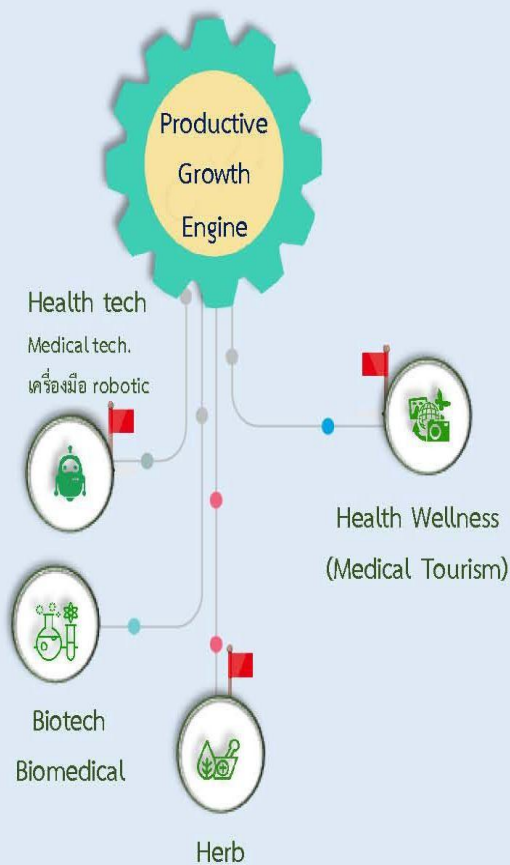 Productive
Growth
Engine
Health tech
Medical tech.
เครื่องมือ robotic
Health Wellness
(Medical Tourism)
Biotech
Biomedical
Herb